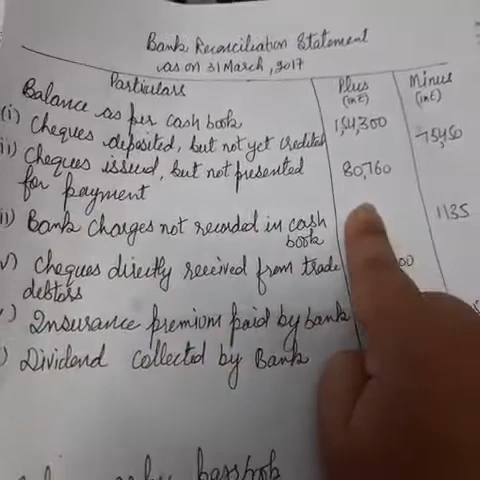 Bank Reconciliation Statement
as on 31 March, 2017
Particulars Plus Minus
(in ₹) (in ₹)
Balance as per cash book 1,54,300
(i) Cheques deposited, but not yet credited 75,450
ii) Cheques issued, but not presented 80,760
for payment
ii) Bank charges not recorded in cash 1135
book
v) Cheques directly received from trade 00
debtors
) Insurance premium paid by bank
) Dividend collected by Bank
passbook